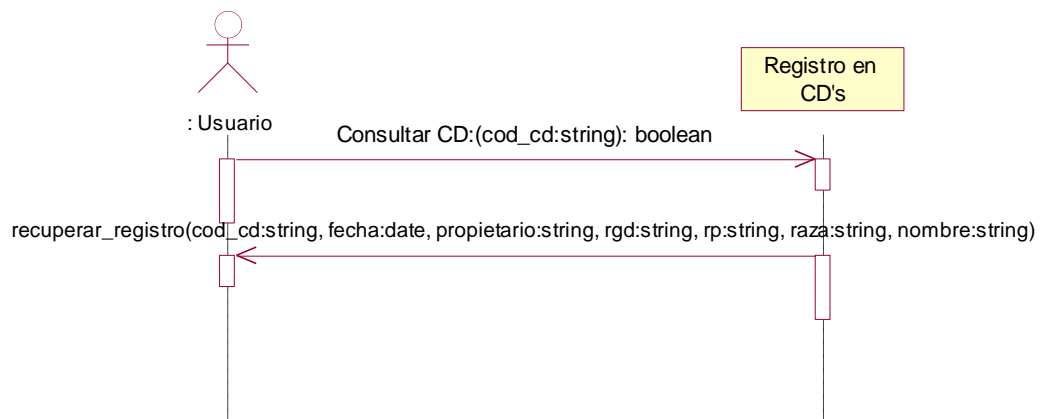 Registro en
CD's
: Usuario
Consultar CD:(cod_cd:string): boolean
recuperar_registro(cod_cd:string, fecha:date, propietario:string, rgd:string, rp:string, raza:string, nombre:string)